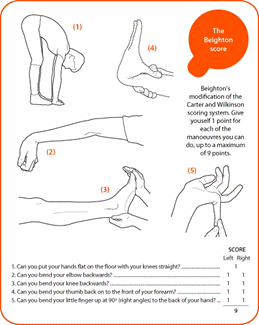 The
Beighton
score
(1)
(4)
Beighton's
modification of the
Carter and Wilkinson
scoring system. Give
youself 1 point for
each of the
manoeuvres you can
do, up to a maximum
of 9 points.
(2)
(3)
(5)
SCORE
Left Right
1. Can you put your hands flat on the floor with your knees straight? 1
2. Can you bend your elbow backwards? 1 1
3. Can you bend your knee backwards? 1 1
4. Can you bend your thumb back on to the front of your forearm? 1 1
5. Can you bend your little finger up at 90º (right angles) to the back of your hand? 1 1
9